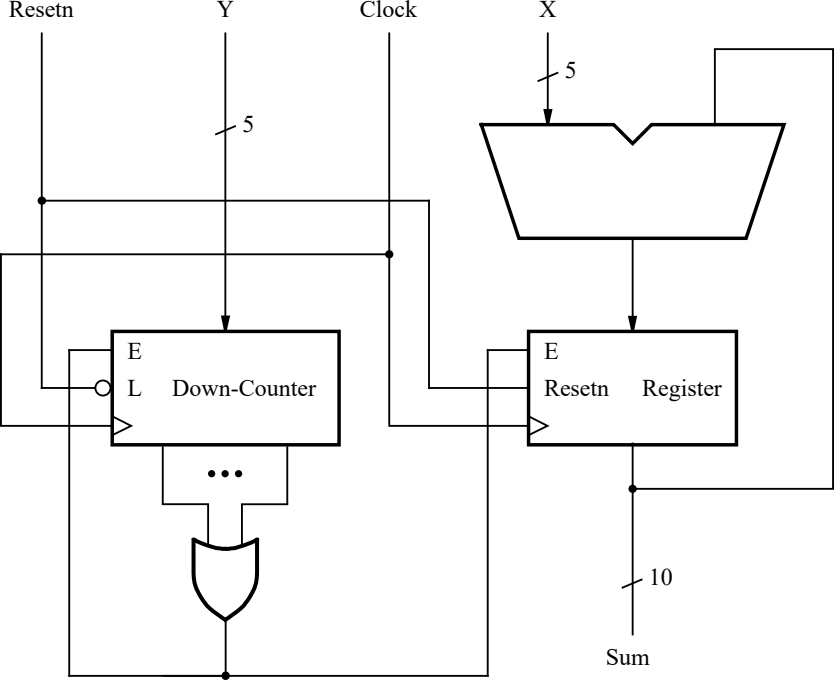 Resetn Y Clock X
5
5
E
L Down-Counter
E
Resetn Register
10
Sum